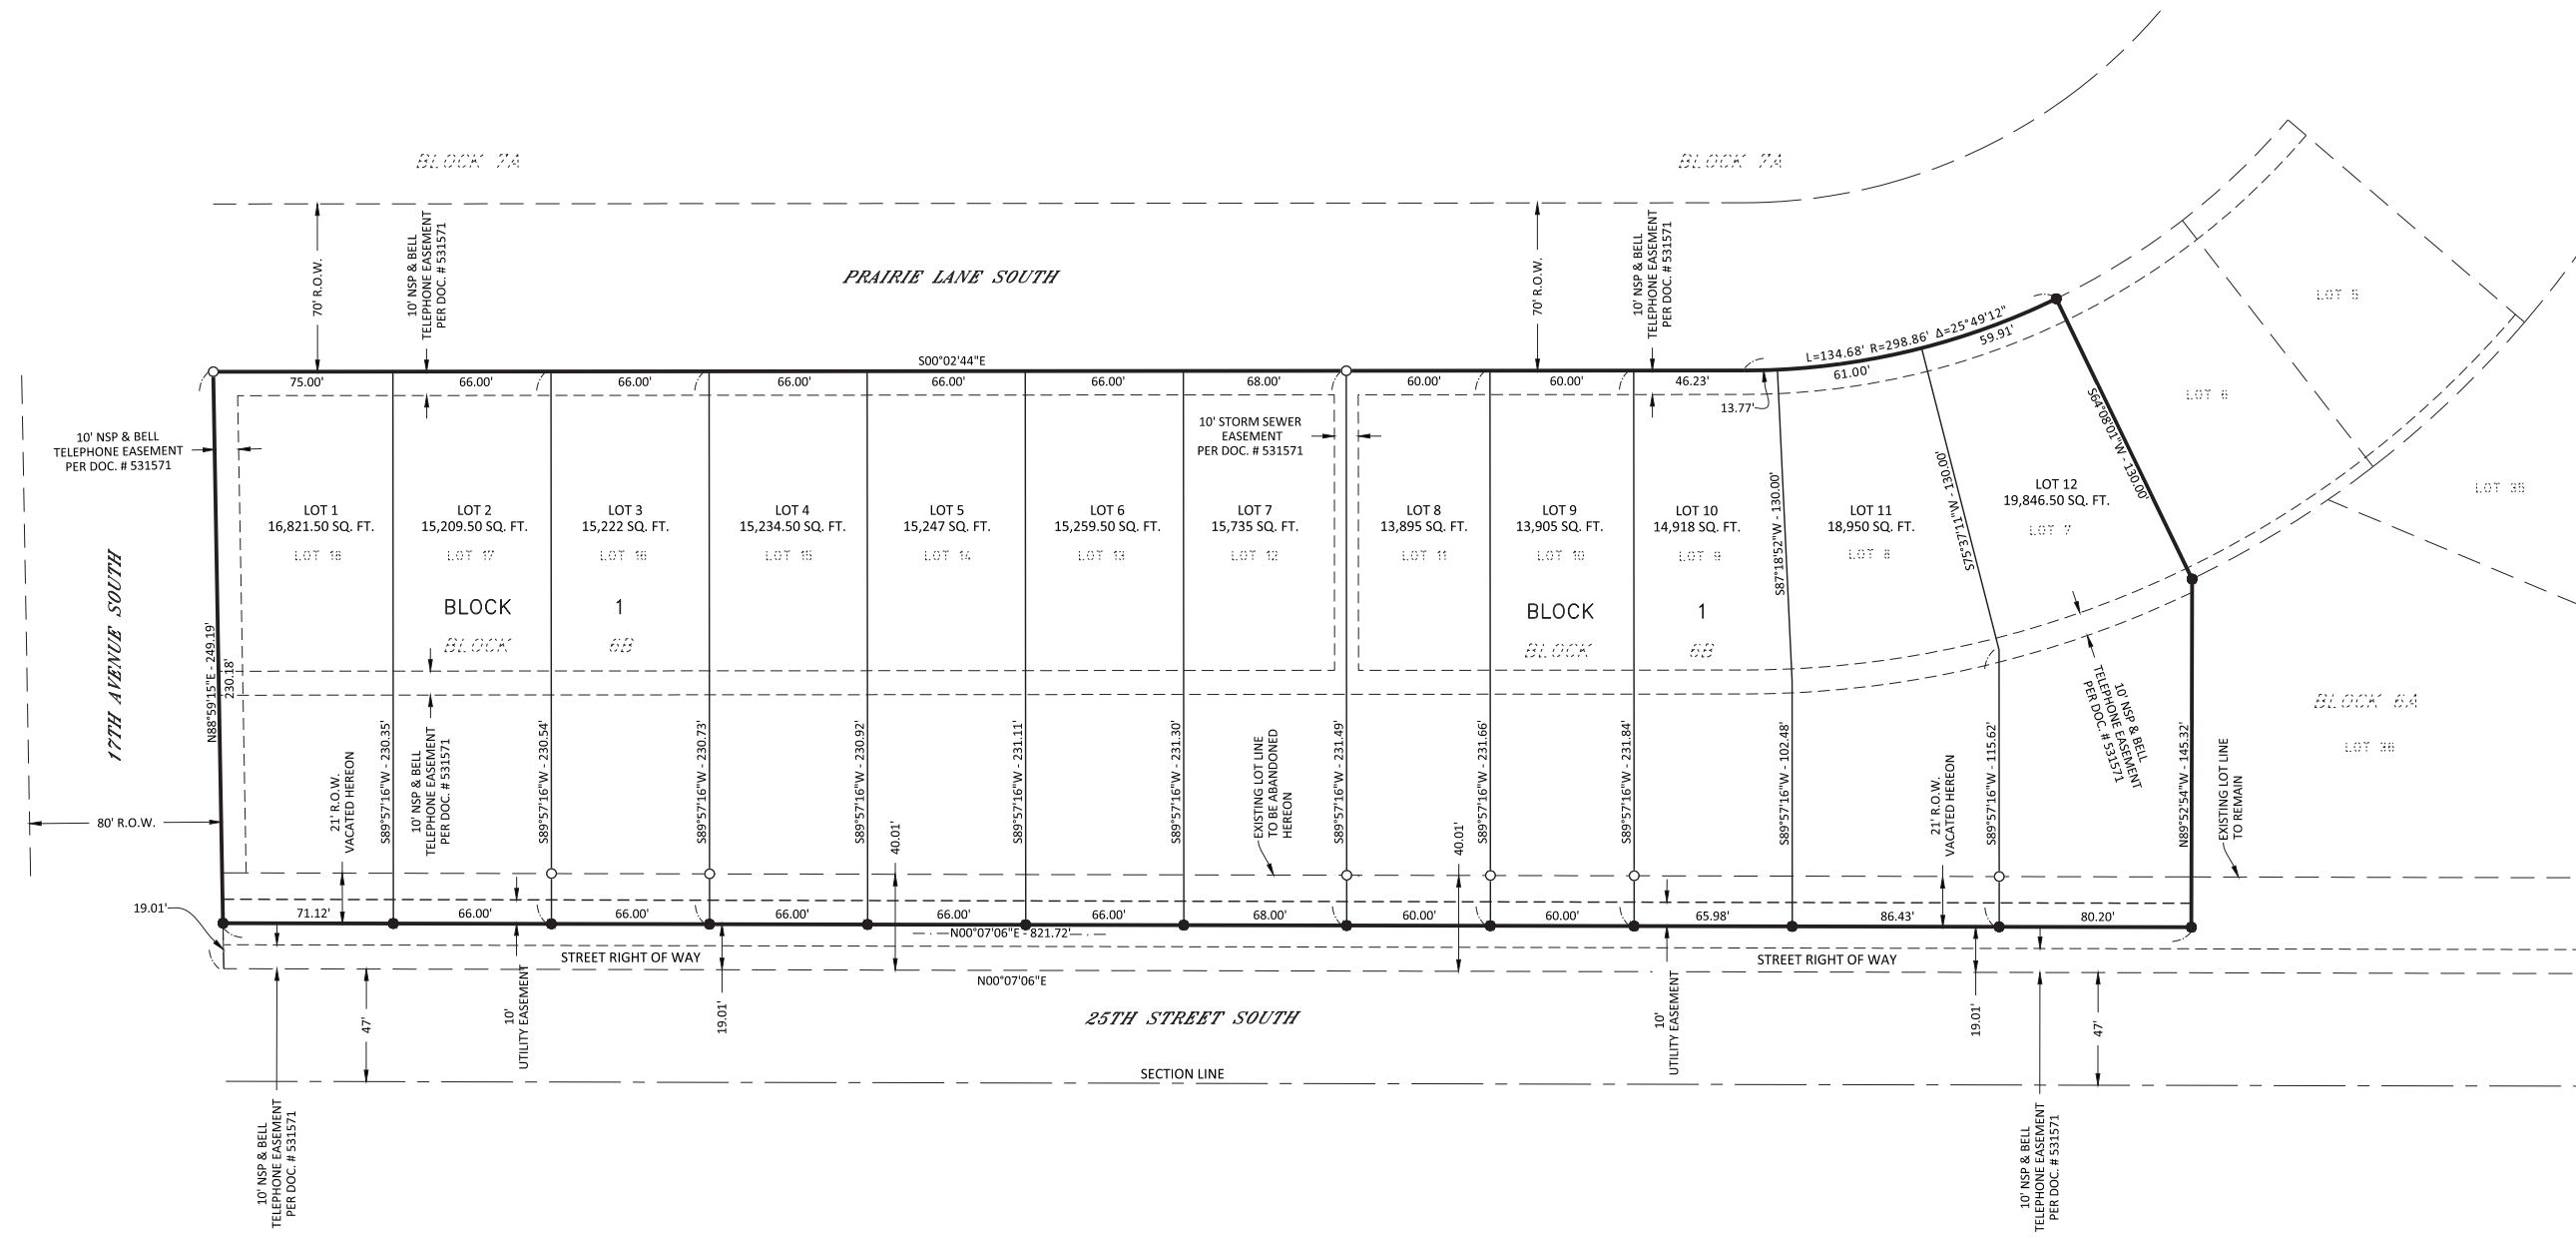 BLOCK 7A
BLOCK 7A
70' R.O.W.
10' NSP & BELL
TELEPHONE EASEMENT
PER DOC. # 531571
PRAIRIE LANE SOUTH
70' R.O.W.
10' NSP & BELL
TELEPHONE EASEMENT
PER DOC. # 531571
L=134.68' R=298.86' Δ=25°49'12"
59.91'
61.00'
LOT 5
LOT 6
LOT 35
S00°02'44"E
75.00'
66.00'
66.00'
66.00'
66.00'
66.00'
68.00'
60.00'
60.00'
46.23'
13.77'
10' NSP & BELL
TELEPHONE EASEMENT
PER DOC. # 531571
10' STORM SEWER
EASEMENT
PER DOC. # 531571
S64°08'01"W - 130.00'
S87°18'52"W - 130.00'
S75°37'11"W - 130.00'
LOT 1
16,821.50 SQ. FT.
LOT 18
LOT 2
15,209.50 SQ. FT.
LOT 17
LOT 3
15,222 SQ. FT.
LOT 16
LOT 4
15,234.50 SQ. FT.
LOT 15
LOT 5
15,247 SQ. FT.
LOT 14
LOT 6
15,259.50 SQ. FT.
LOT 13
LOT 7
15,735 SQ. FT.
LOT 12
LOT 8
13,895 SQ. FT.
LOT 11
LOT 9
13,905 SQ. FT.
LOT 10
LOT 10
14,918 SQ. FT.
LOT 9
LOT 11
18,950 SQ. FT.
LOT 8
LOT 12
19,846.50 SQ. FT.
LOT 7
BLOCK 1
BLOCK 6B
BLOCK 1
BLOCK 6B
17TH AVENUE SOUTH
N88°59'15"E - 249.19'
230.18'
80' R.O.W.
21' R.O.W.
VACATED HEREON
S89°57'16"W - 230.35'
10' NSP & BELL
TELEPHONE EASEMENT
PER DOC. # 531571
S89°57'16"W - 230.54'
S89°57'16"W - 230.73'
S89°57'16"W - 230.92'
40.01'
S89°57'16"W - 231.11'
S89°57'16"W - 231.30'
EXISTING LOT LINE
TO BE ABANDONED
HEREON
S89°57'16"W - 231.49'
40.01'
S89°57'16"W - 231.66'
S89°57'16"W - 231.84'
S89°57'16"W - 102.48'
21' R.O.W.
VACATED HEREON
S89°57'16"W - 115.62'
10' NSP & BELL
TELEPHONE EASEMENT
PER DOC. # 531571
N89°52'54"W - 145.32'
EXISTING LOT LINE
TO REMAIN
BLOCK 6A
LOT 36
19.01'
71.12'
66.00'
66.00'
66.00'
66.00'
66.00'
68.00'
60.00'
60.00'
65.98'
86.43'
80.20'
N00°07'06"E - 821.72'
STREET RIGHT OF WAY
STREET RIGHT OF WAY
N00°07'06"E
47'
10'
UTILITY EASEMENT
19.01'
25TH STREET SOUTH
10'
UTILITY EASEMENT
19.01'
47'
SECTION LINE
10' NSP & BELL
TELEPHONE EASEMENT
PER DOC. # 531571
10' NSP & BELL
TELEPHONE EASEMENT
PER DOC. # 531571